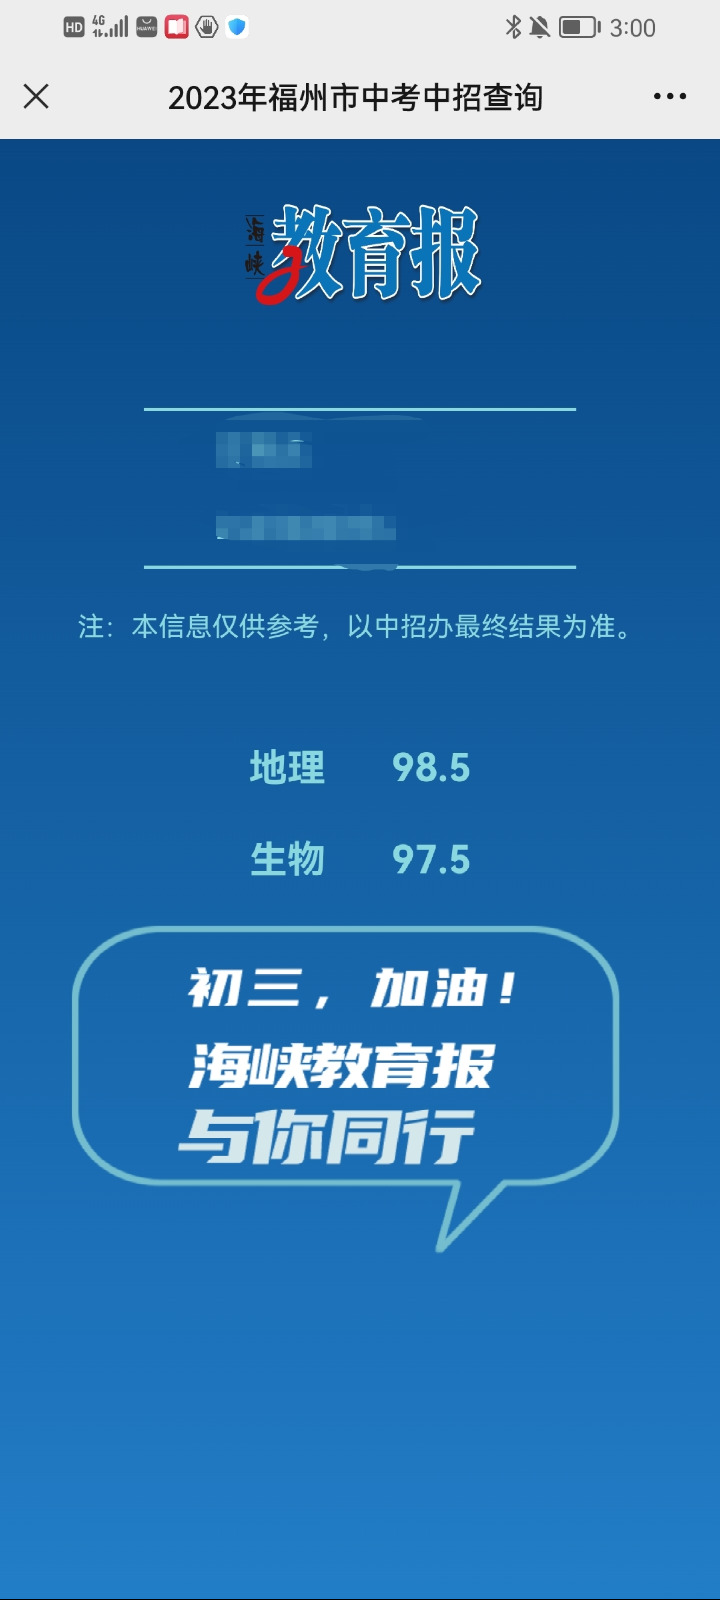 HD 4G HUAWEI 3:00
2023年福州市中考中招查询
海峡教育报
注：本信息仅供参考，以中招办最终结果为准。
地理 98.5
生物 97.5
初三，加油！
海峡教育报
与你同行